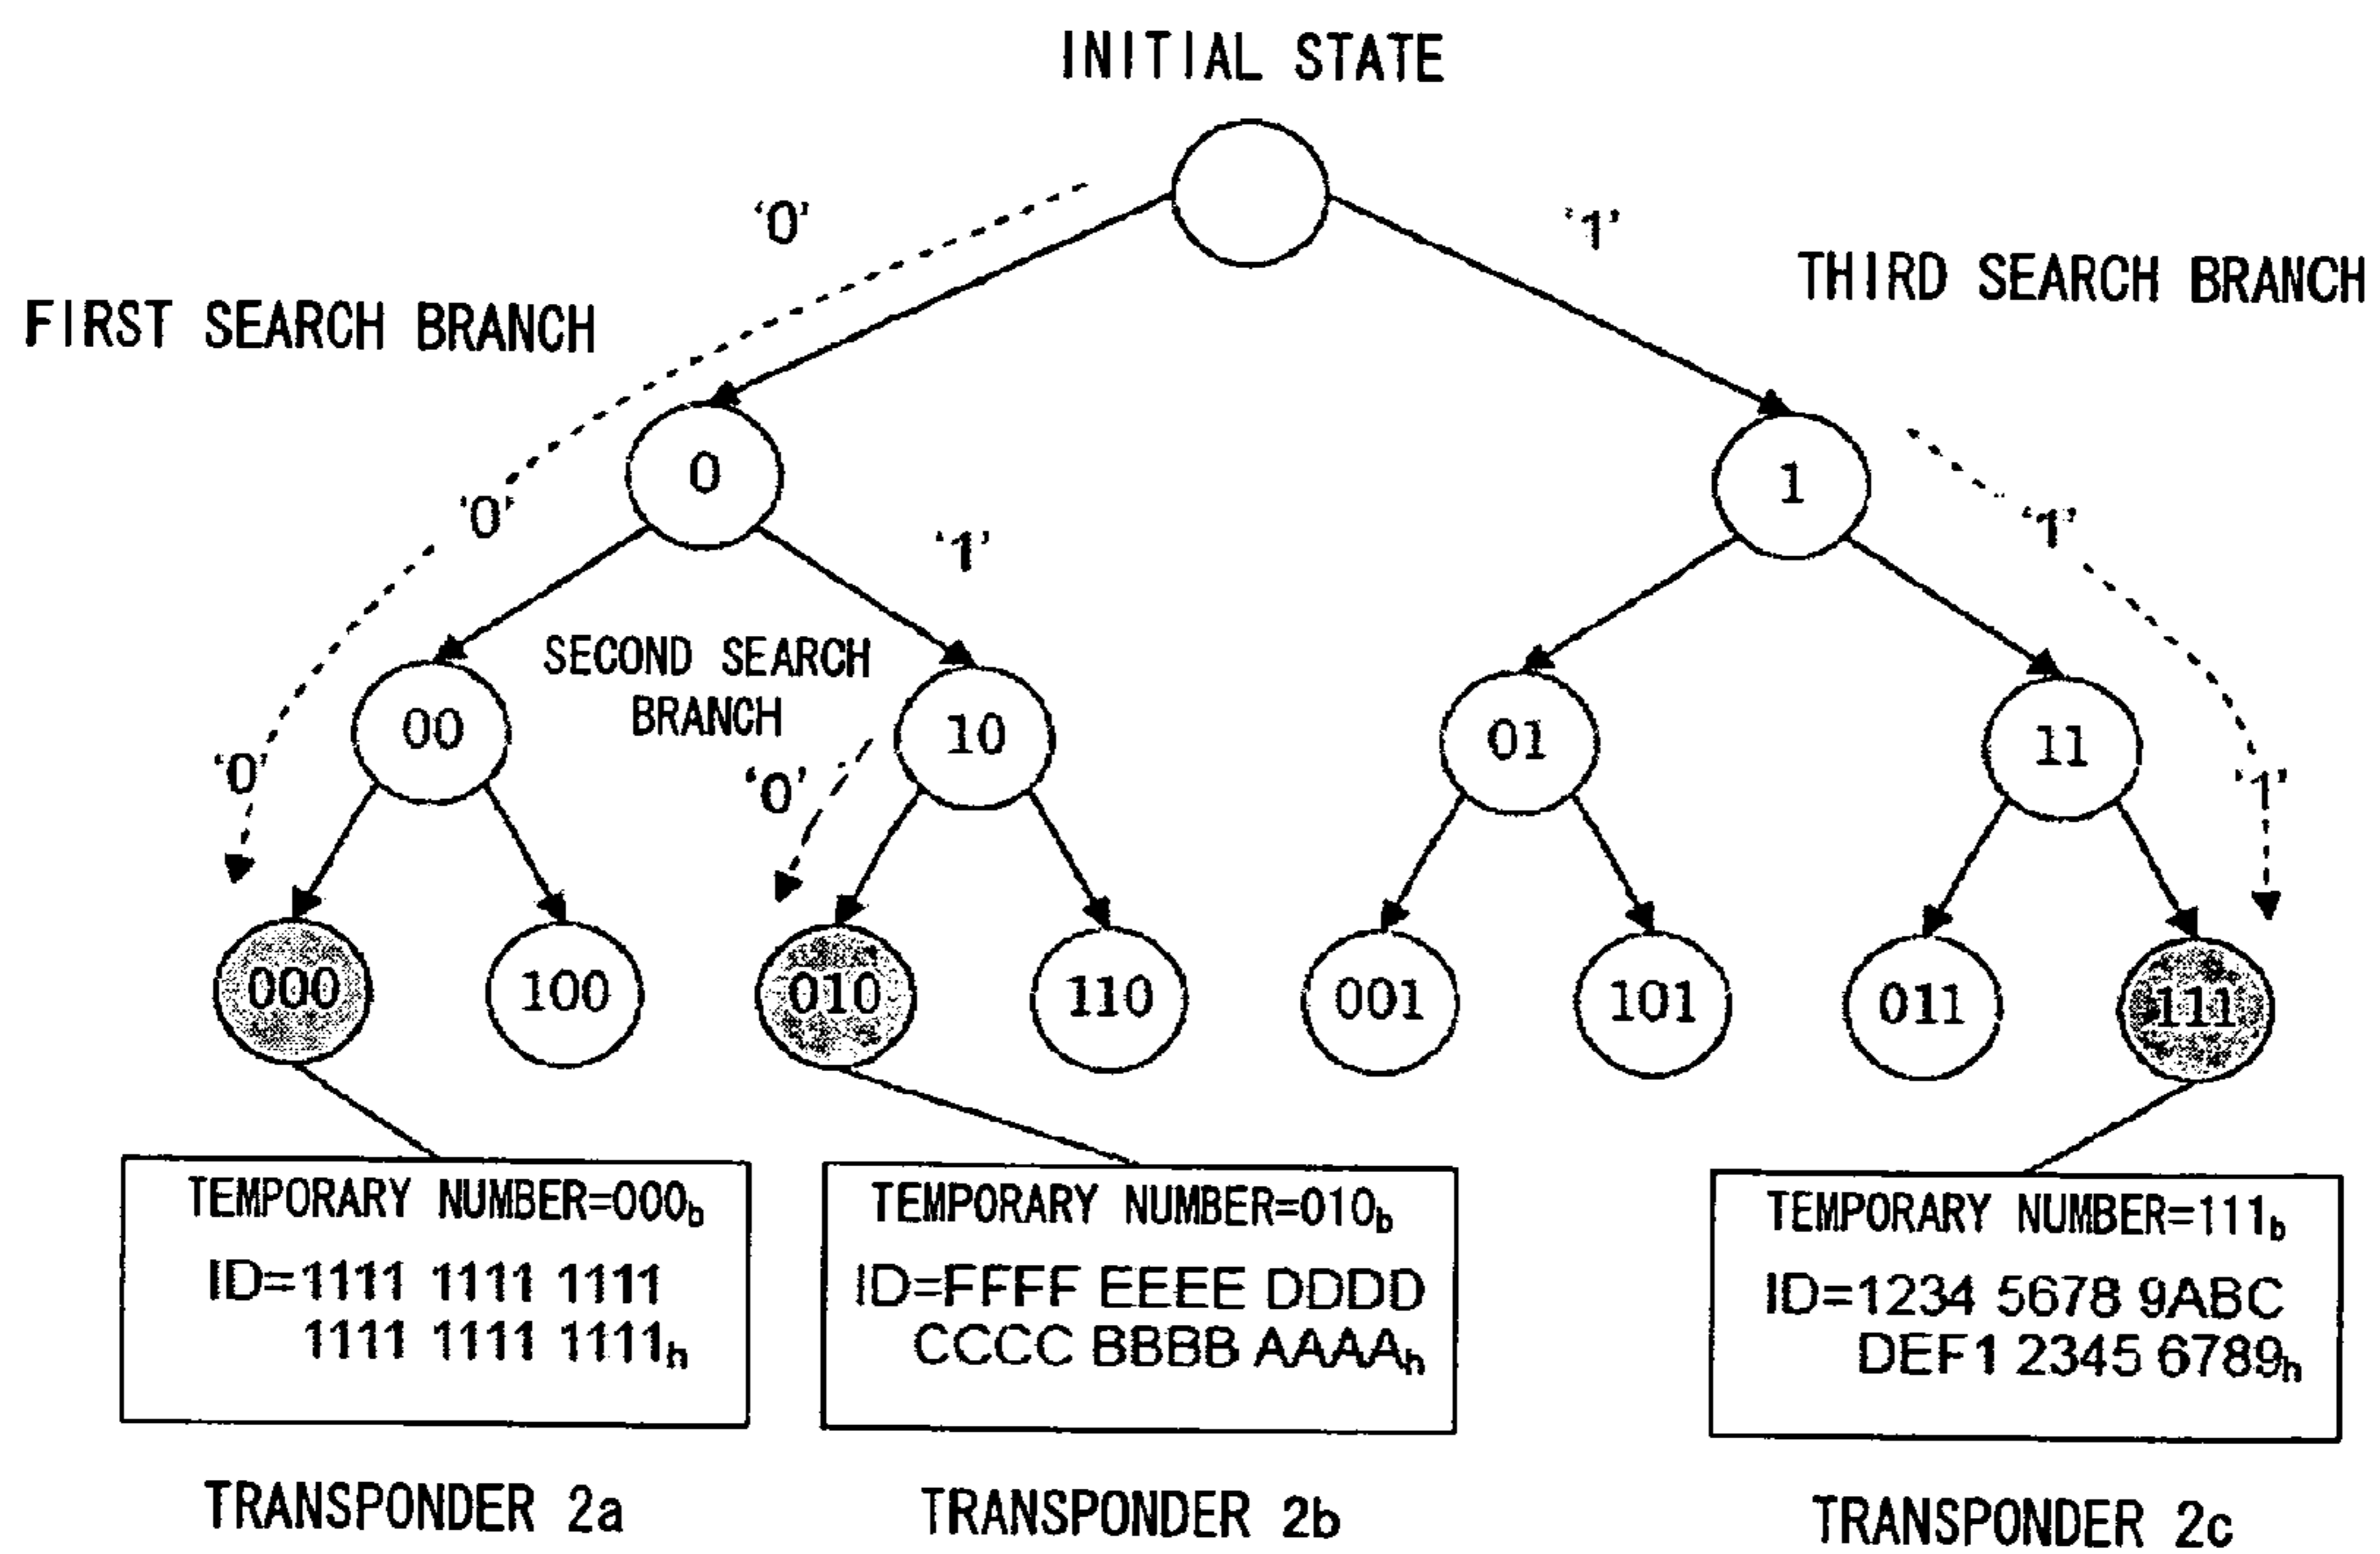 INITIAL STATE
‘0’
‘1’
FIRST SEARCH BRANCH
THIRD SEARCH BRANCH
0
1
‘0’
‘1’
‘1’
SECOND SEARCH
BRANCH
00
10
01
11
‘0’
‘0’
‘1’
000
100
010
110
001
101
011
111
TEMPORARY NUMBER=000b
ID=1111 1111 1111
1111 1111 1111h
TRANSPONDER 2a
TEMPORARY NUMBER=010b
ID=FFFF EEEE DDDD
CCCC BBBB AAAAh
TRANSPONDER 2b
TEMPORARY NUMBER=111b
ID=1234 5678 9ABC
DEF1 2345 6789h
TRANSPONDER 2c